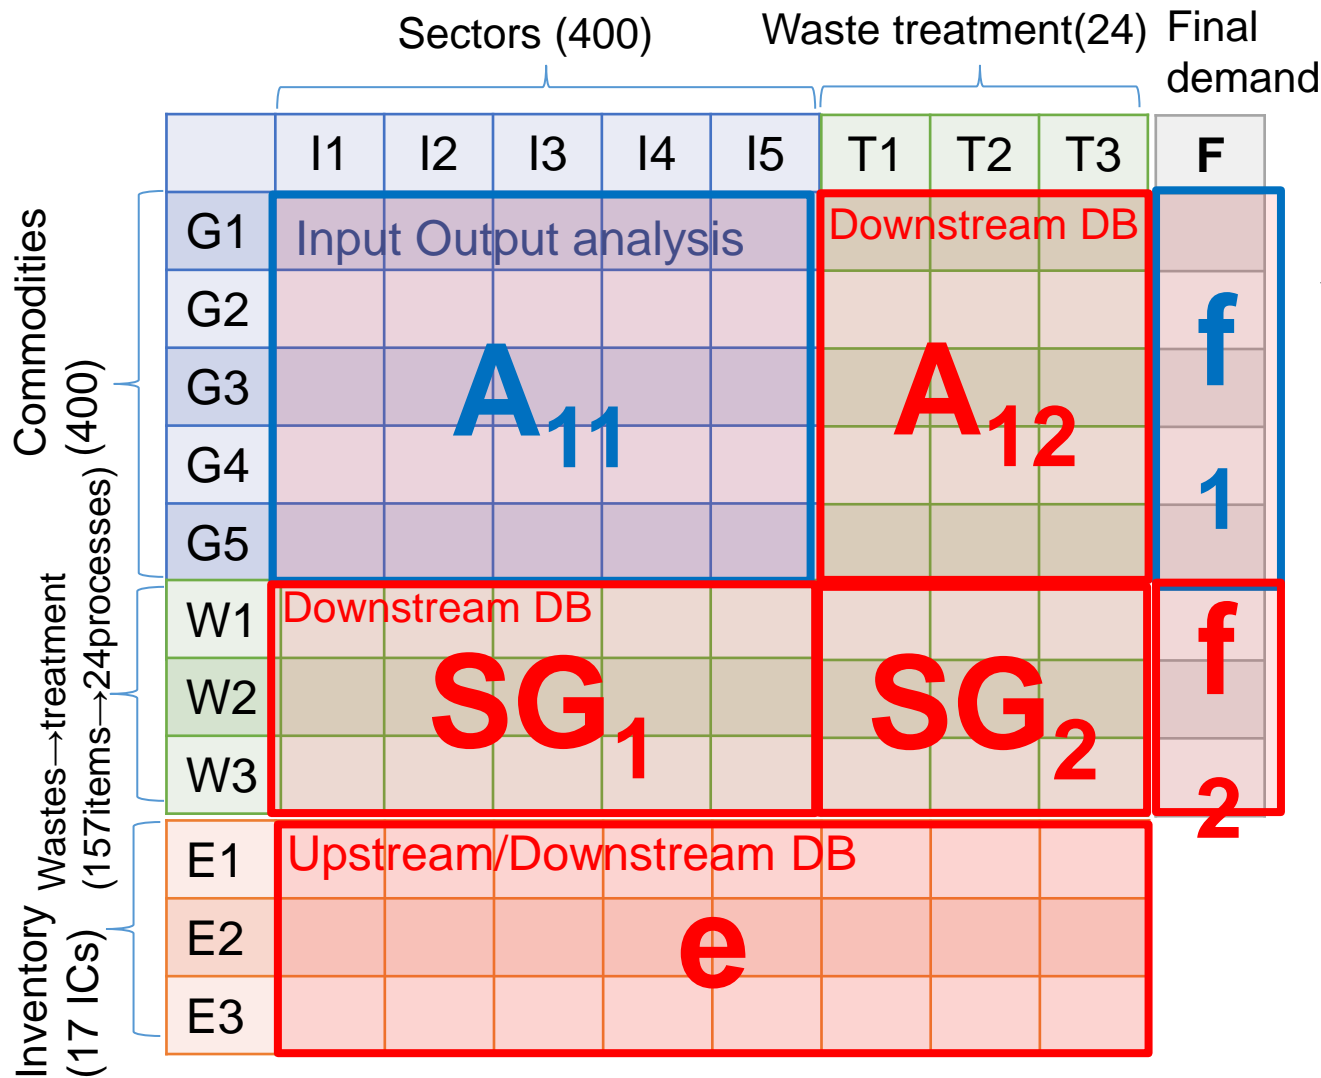 Sectors (400)
Waste treatment(24)
Final
demand
I1 I2 I3 I4 I5 T1 T2 T3 F
Commodities
(400)
G1
G2
G3
G4
G5
Input Output analysis
A11
Downstream DB
A12
f
1
Wastes→treatment
(157items→24processes)
W1
W2
W3
Downstream DB
SG1
SG2
f
2
Inventory
(17 ICs)
E1
E2
E3
Upstream/Downstream DB
e